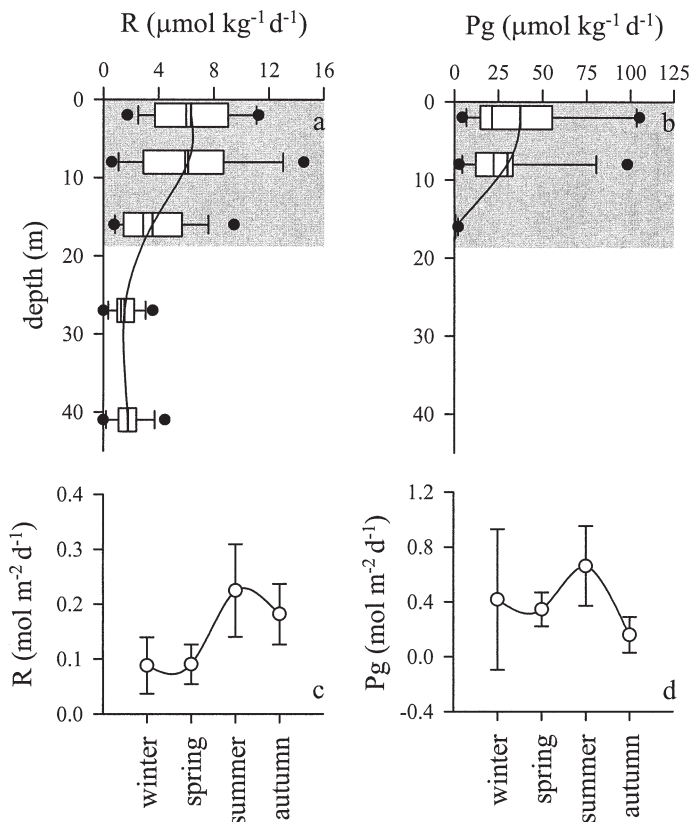 R (μmol kg⁻¹ d⁻¹)
0 4 8 12 16
Pg (μmol kg⁻¹ d⁻¹)
0 25 50 75 100 125
depth (m)
0
10
20
30
40
a
0
10
20
30
40
b
R (mol m⁻² d⁻¹)
0.4
0.3
0.2
0.1
0.0
c
winter
spring
summer
autumn
Pg (mol m⁻² d⁻¹)
1.2
0.8
0.4
0.0
-0.4
d
winter
spring
summer
autumn